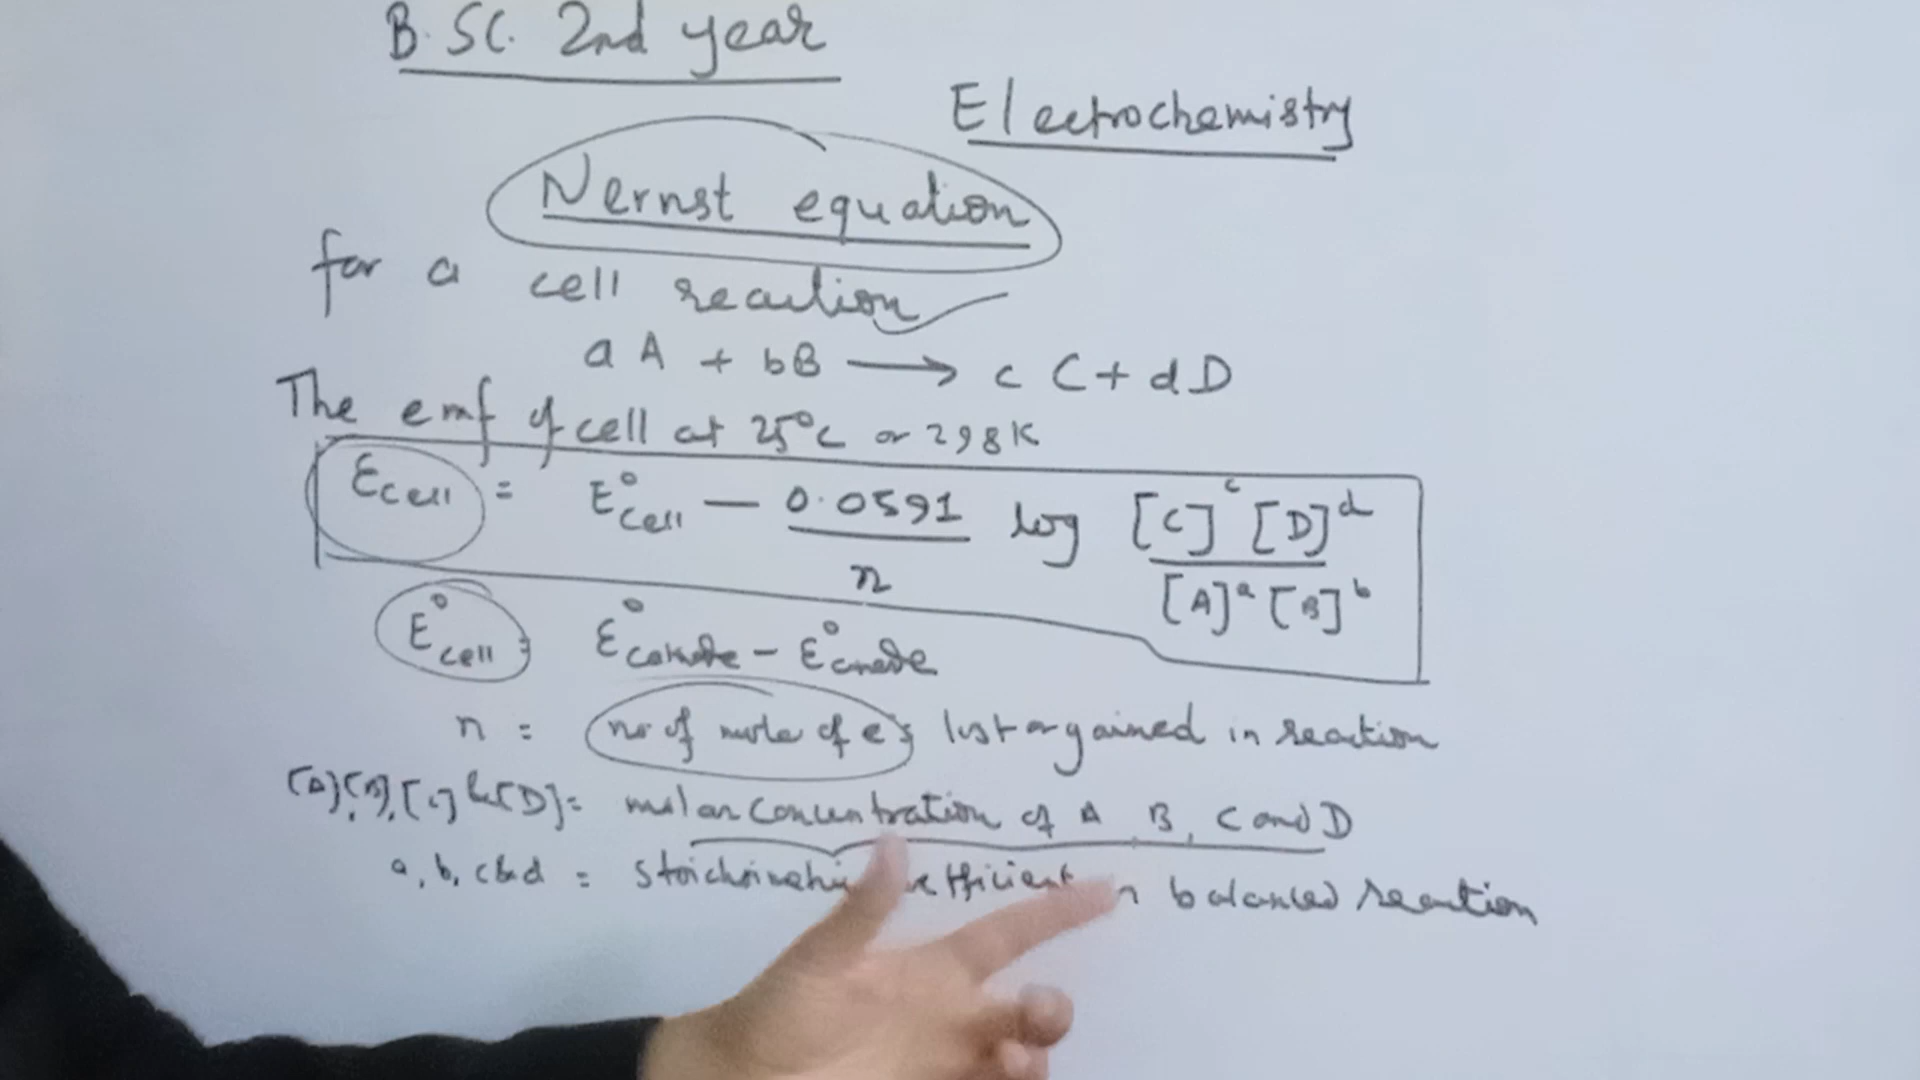 B.SC. 2nd year
Electrochemistry
Nernst equation
for a cell reaction
aA + bB ⟶ cC + dD
The emf of cell at 25°C or 298K
Ecell = E°cell — 0.0591/n log [C]^c [D]^d / [A]^a [B]^b
E°cell = E°cathode - E°anode
n = no of mole of e's lost or gained in reaction
[A], [B], [C] & [D] = molar concentration of A, B, C and D
a, b, c & d = balanced reaction